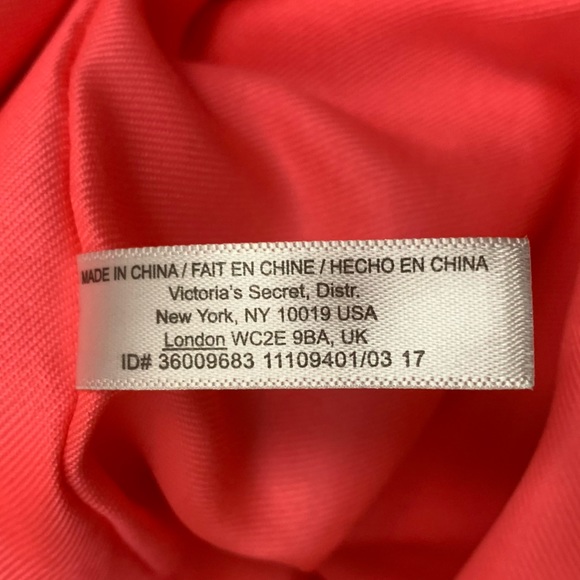 MADE IN CHINA / FAIT EN CHINE / HECHO EN CHINA
Victoria's Secret, Distr.
New York, NY 10019 USA
London WC2E 9BA, UK
ID# 36009683 11109401/03 17